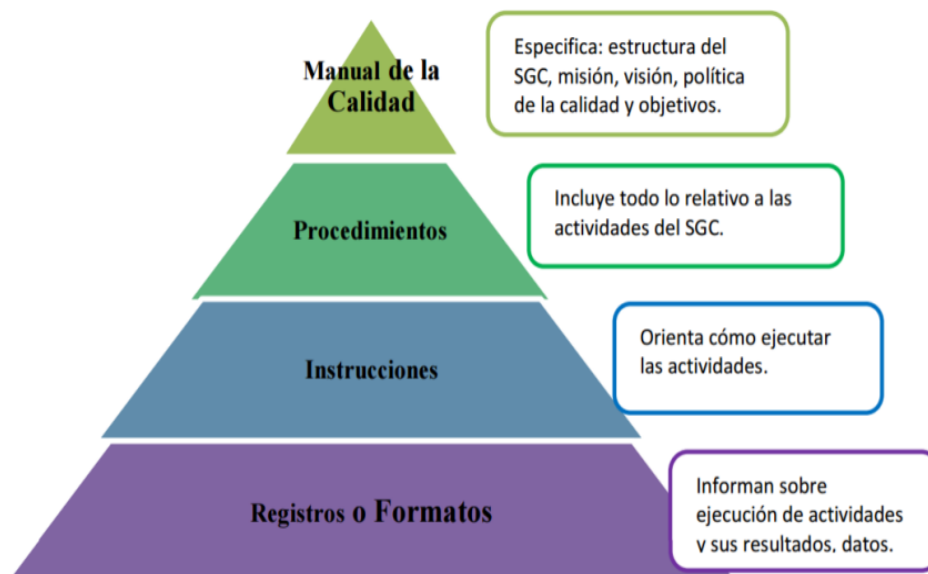 Manual de la
Calidad
Especifica: estructura del
SGC, misión, visión, política
de la calidad y objetivos.
Procedimientos
Incluye todo lo relativo a las
actividades del SGC.
Instrucciones
Orienta cómo ejecutar
las actividades.
Registros o Formatos
Informan sobre
ejecución de actividades
y sus resultados, datos.